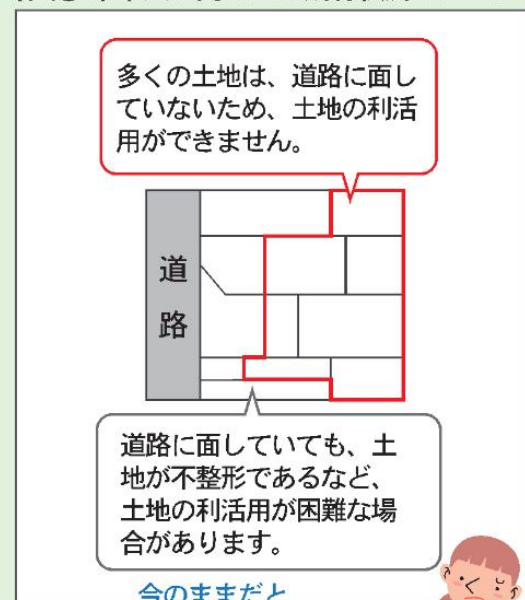 多くの土地は、道路に面し
ていないため、土地の利活
用ができません。
道
路
道路に面していても、土
地が不整形であるなど、
土地の利活用が困難な場
合があります。
今のままだと